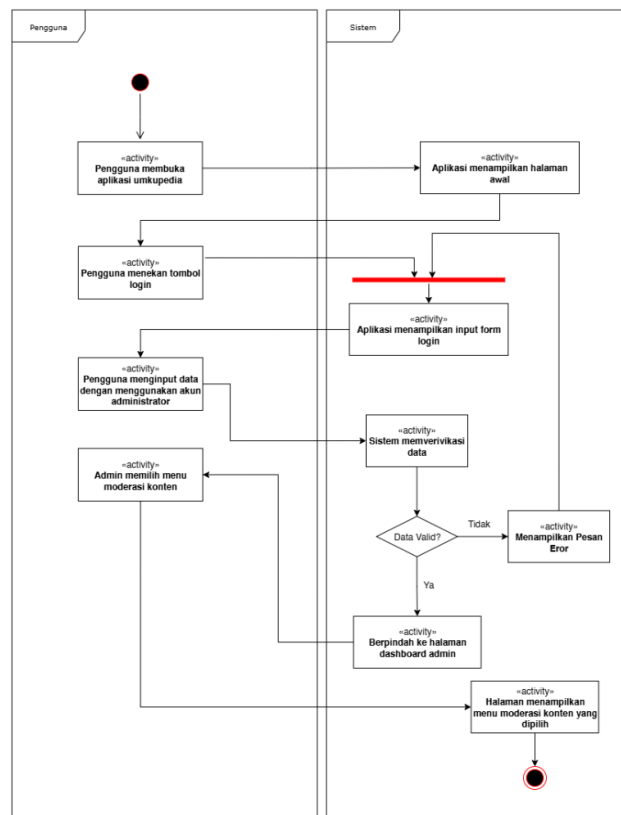 Pengguna
Sistem
«activity»
Pengguna membuka
aplikasi umkupedia
«activity»
Aplikasi menampilkan halaman
awal
«activity»
Pengguna menekan tombol
login
«activity»
Aplikasi menampilkan input form
login
«activity»
Pengguna menginput data
dengan menggunakan akun
administrator
«activity»
Sistem memverivikasi
data
«activity»
Admin memilih menu
moderasi konten
Data Valid?
Tidak
«activity»
Menampilkan Pesan
Eror
Ya
«activity»
Berpindah ke halaman
dashboard admin
«activity»
Halaman menampilkan
menu moderasi konten yang
dipilih